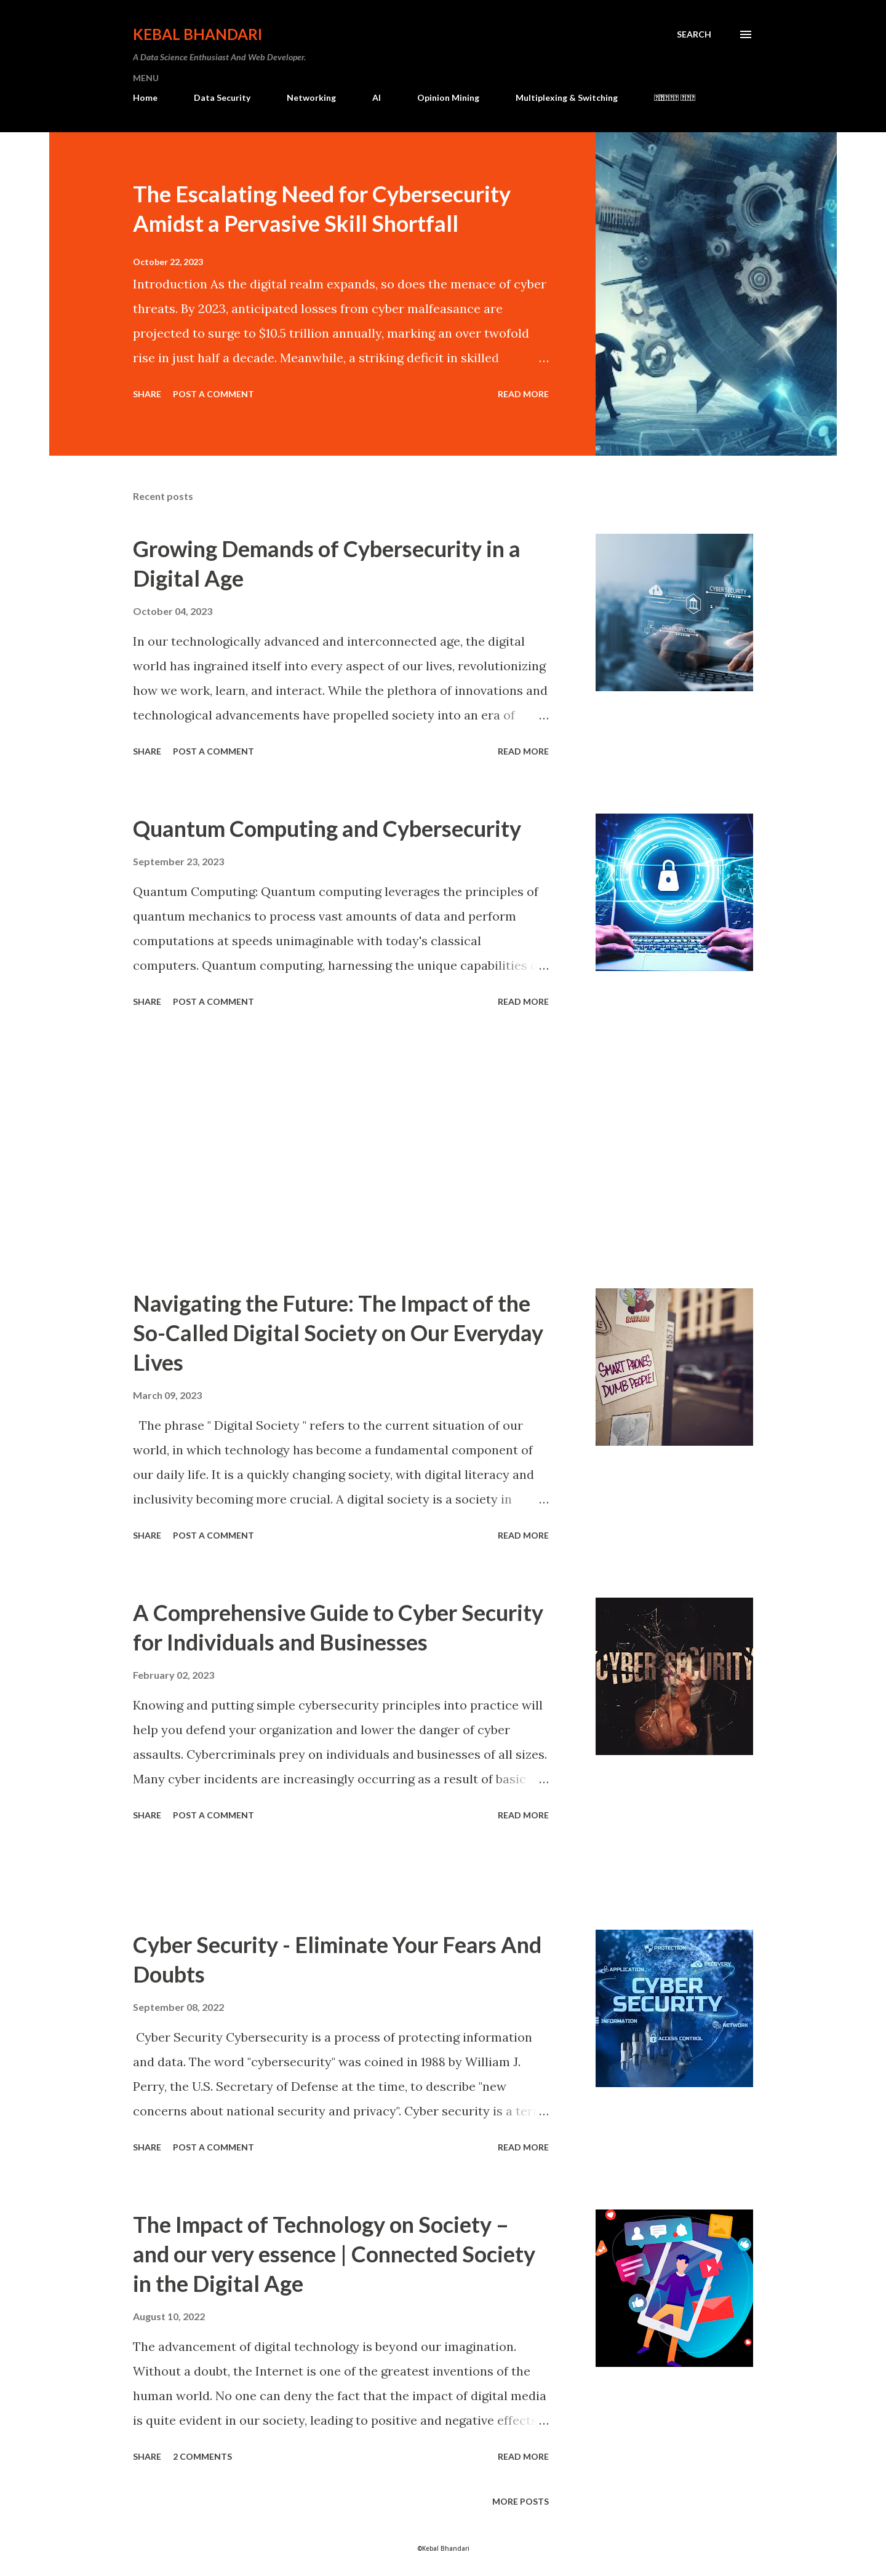 KEBAL BHANDARI
SEARCH
A Data Science Enthusiast And Web Developer.
MENU
Home Data Security Networking AI Opinion Mining Multiplexing & Switching
The Escalating Need for Cybersecurity
Amidst a Pervasive Skill Shortfall
October 22, 2023
Introduction As the digital realm expands, so does the menace of cyber
threats. By 2023, anticipated losses from cyber malfeasance are
projected to surge to $10.5 trillion annually, marking an over twofold
rise in just half a decade. Meanwhile, a striking deficit in skilled …
SHARE POST A COMMENT READ MORE
Recent posts
Growing Demands of Cybersecurity in a
Digital Age
October 04, 2023
In our technologically advanced and interconnected age, the digital
world has ingrained itself into every aspect of our lives, revolutionizing
how we work, learn, and interact. While the plethora of innovations and
technological advancements have propelled society into an era of …
SHARE POST A COMMENT READ MORE
CYBER SECURITY
DATA PROTECTION
Quantum Computing and Cybersecurity
September 23, 2023
Quantum Computing: Quantum computing leverages the principles of
quantum mechanics to process vast amounts of data and perform
computations at speeds unimaginable with today's classical
computers. Quantum computing, harnessing the unique capabilities …
SHARE POST A COMMENT READ MORE
Navigating the Future: The Impact of the
So-Called Digital Society on Our Everyday
Lives
March 09, 2023
The phrase " Digital Society " refers to the current situation of our
world, in which technology has become a fundamental component of
our daily life. It is a quickly changing society, with digital literacy and
inclusivity becoming more crucial. A digital society is a society in …
SHARE POST A COMMENT READ MORE
15571
SMART PHONES
DUMB PEOPLE!
A Comprehensive Guide to Cyber Security
for Individuals and Businesses
February 02, 2023
Knowing and putting simple cybersecurity principles into practice will
help you defend your organization and lower the danger of cyber
assaults. Cybercriminals prey on individuals and businesses of all sizes.
Many cyber incidents are increasingly occurring as a result of basic …
SHARE POST A COMMENT READ MORE
CYBER SECURITY
Cyber Security - Eliminate Your Fears And
Doubts
September 08, 2022
Cyber Security Cybersecurity is a process of protecting information
and data. The word "cybersecurity" was coined in 1988 by William J.
Perry, the U.S. Secretary of Defense at the time, to describe "new
concerns about national security and privacy". Cyber security is a …
SHARE POST A COMMENT READ MORE
PROTECTION
RECOVERY
APPLICATION
CYBER
SECURITY
INFORMATION
NETWORK
ACCESS CONTROL
The Impact of Technology on Society –
and our very essence | Connected Society
in the Digital Age
August 10, 2022
The advancement of digital technology is beyond our imagination.
Without a doubt, the Internet is one of the greatest inventions of the
human world. No one can deny the fact that the impact of digital media
is quite evident in our society, leading to positive and negative effects …
SHARE 2 COMMENTS READ MORE
MORE POSTS
©Kebal Bhandari